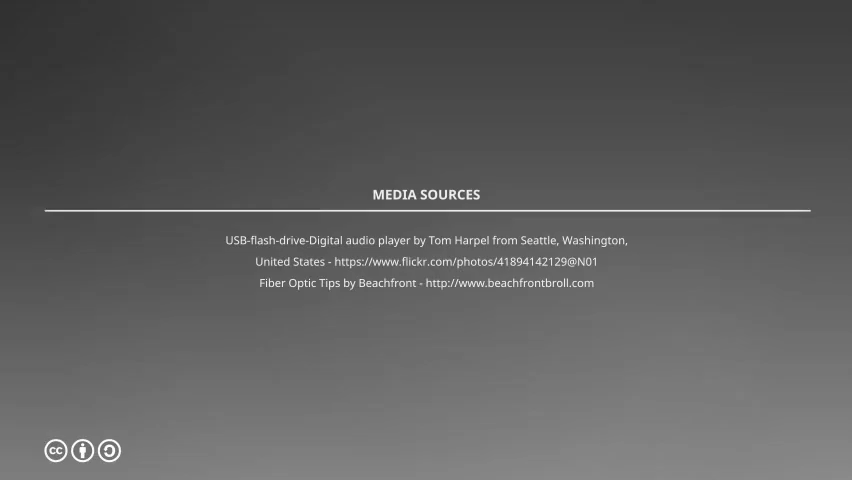 MEDIA SOURCES
USB-flash-drive-Digital audio player by Tom Harpel from Seattle, Washington,
United States - https://www.flickr.com/photos/41894142129@N01
Fiber Optic Tips by Beachfront - http://www.beachfrontbroll.com
cc